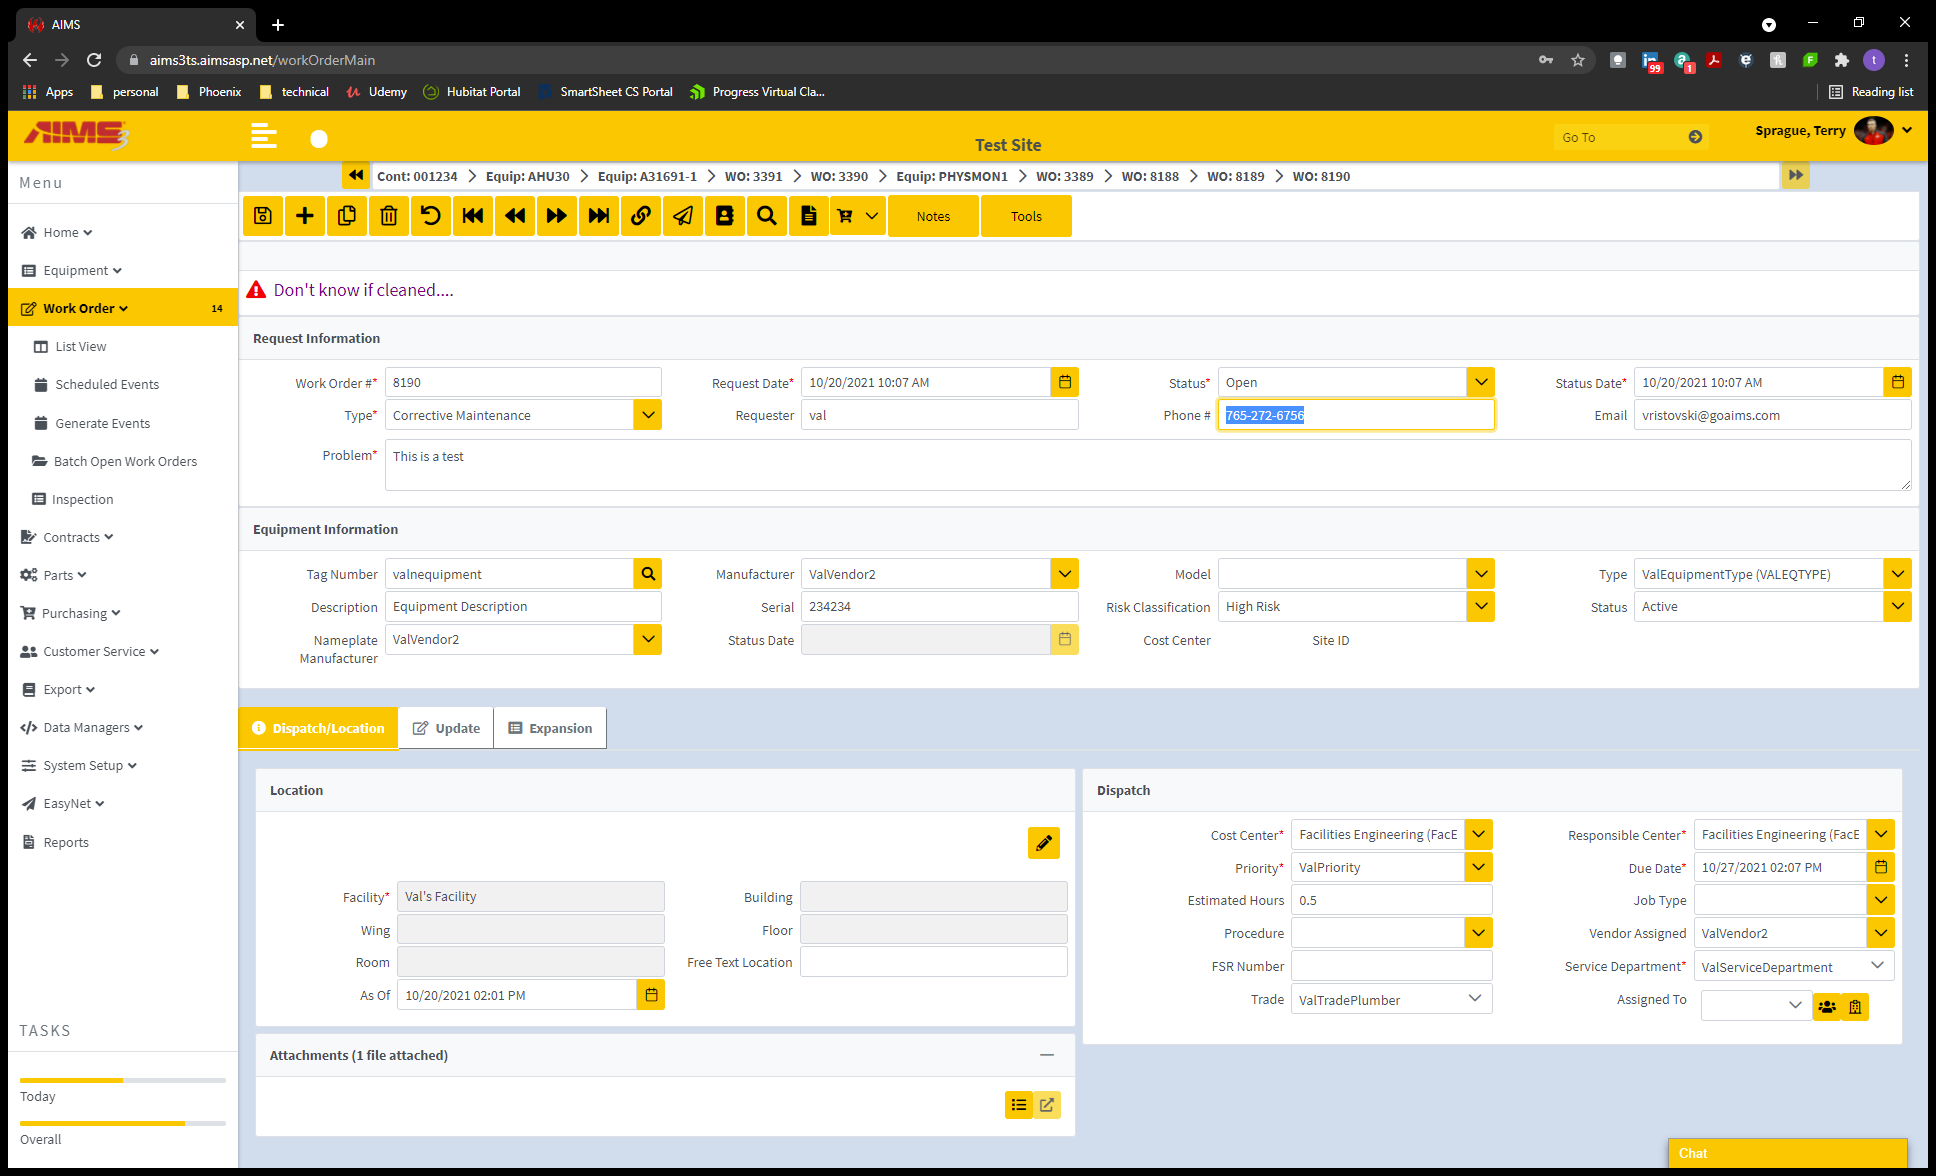 AIMS
aims3ts.aimsasp.net/workOrderMain
99
1
t
Apps personal Phoenix technical Udemy Hubitat Portal SmartSheet CS Portal Progress Virtual Cla... Reading list
AIMS 3
Test Site
Go To
Sprague, Terry
Menu
Cont: 001234 > Equip: AHU30 > Equip: A31691-1 > WO: 3391 > WO: 3390 > Equip: PHYSMON1 > WO: 3389 > WO: 8188 > WO: 8189 > WO: 8190
Notes Tools
Home
Equipment
Work Order 14
List View
Scheduled Events
Generate Events
Batch Open Work Orders
Inspection
Contracts
Parts
Purchasing
Customer Service
Export
Data Managers
System Setup
EasyNet
Reports
TASKS
Today
Overall
Don't know if cleaned....
Request Information
Work Order #* 8190 Request Date* 10/20/2021 10:07 AM Status* Open Status Date* 10/20/2021 10:07 AM
Type* Corrective Maintenance Requester val Phone # 765-272-6756 Email vristovski@goaims.com
Problem* This is a test
Equipment Information
Tag Number valnequipment Manufacturer ValVendor2 Model Type ValEquipmentType (VALEQTYPE)
Description Equipment Description Serial 234234 Risk Classification High Risk Status Active
Nameplate Manufacturer ValVendor2 Status Date Cost Center Site ID
Dispatch/Location Update Expansion
Location
Facility* Val's Facility Building
Wing Floor
Room Free Text Location
As Of 10/20/2021 02:01 PM
Attachments (1 file attached)
Dispatch
Cost Center* Facilities Engineering (FacE Responsible Center* Facilities Engineering (FacE
Priority* ValPriority Due Date* 10/27/2021 02:07 PM
Estimated Hours 0.5 Job Type
Procedure Vendor Assigned ValVendor2
FSR Number Service Department* ValServiceDepartment
Trade ValTradePlumber Assigned To
Chat